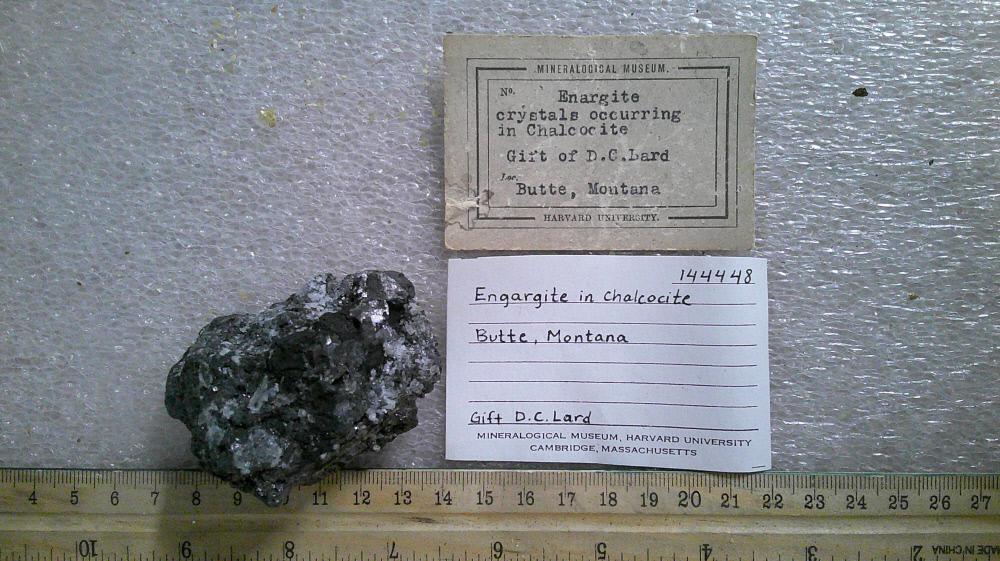 MINERALOGICAL MUSEUM.
No. Enargite
crystals occurring
in Chalcocite
Gift of D.C.Lard
Loc. Butte, Montana
HARVARD UNIVERSITY.
144448
Engargite in Chalcocite
Butte, Montana
Gift D.C.Lard
MINERALOGICAL MUSEUM, HARVARD UNIVERSITY
CAMBRIDGE, MASSACHUSETTS
4 5 6 7 8 9 10 11 12 13 14 15 16 17 18 19 20 21 22 23 24 25 26 27
10 9 8 7 6 5 4 3 2 MADE IN CHINA